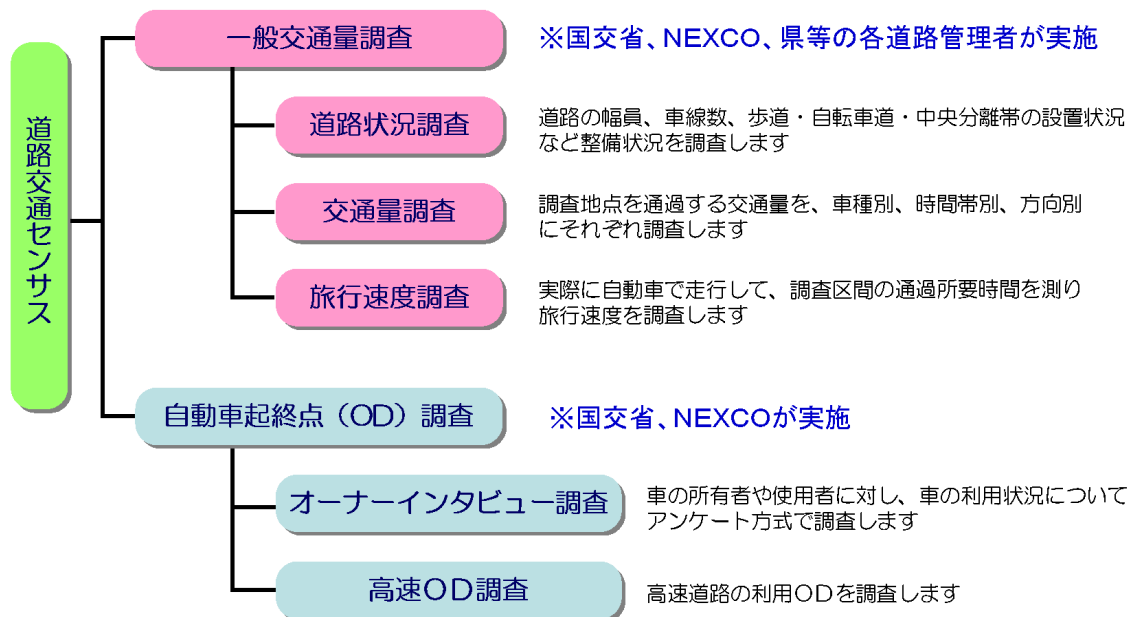 道路交通センサス
一般交通量調査
※国交省、NEXCO、県等の各道路管理者が実施
道路状況調査
道路の幅員、車線数、歩道・自転車道・中央分離帯の設置状況
など整備状況を調査します
交通量調査
調査地点を通過する交通量を、車種別、時間帯別、方向別
にそれぞれ調査します
旅行速度調査
実際に自動車で走行して、調査区間の通過所要時間を測り
旅行速度を調査します
自動車起終点（OD）調査
※国交省、NEXCOが実施
オーナーインタビュー調査
車の所有者や使用者に対し、車の利用状況について
アンケート方式で調査します
高速OD調査
高速道路の利用ODを調査します